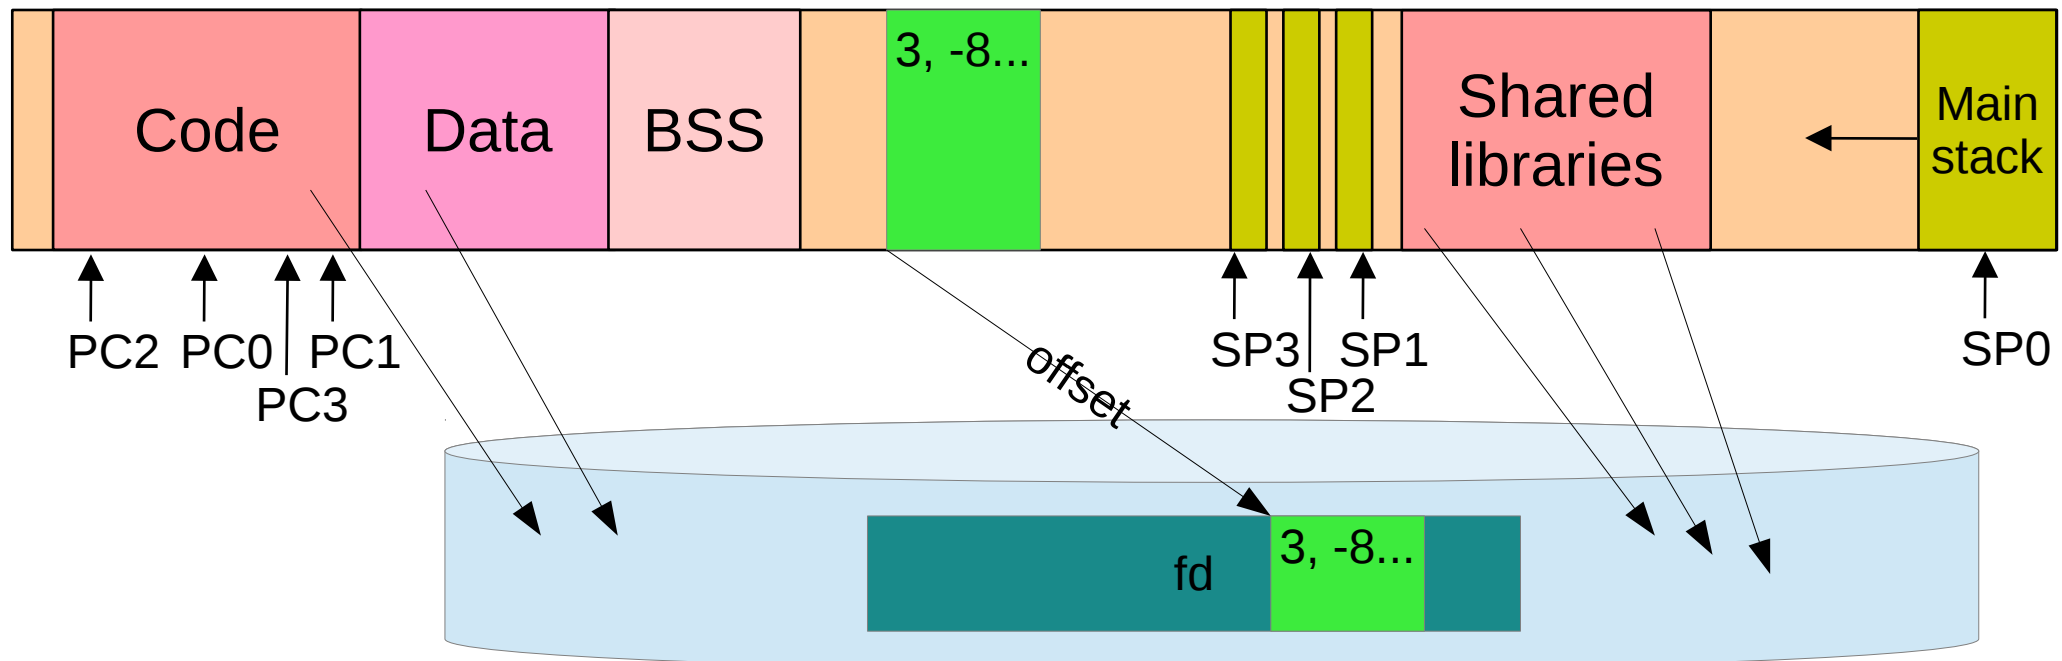 Code
Data
BSS
3, -8...
Shared
libraries
Main
stack
PC2
PC0
PC3
PC1
SP3
SP2
SP1
SP0
offset
fd
3, -8...